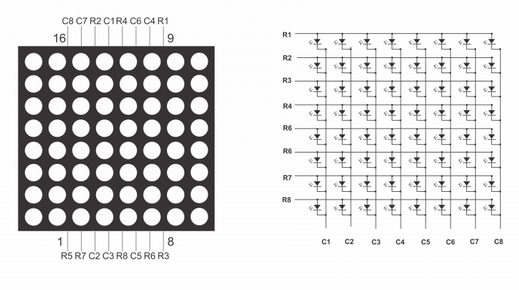 C8 C7 R2 C1 R4 C6 C4 R1
16 9
1 8
R5 R7 C2 C3 R8 C5 R6 R3
R1
R2
R3
R4
R6
R6
R7
R8
C1 C2 C3 C4 C5 C6 C7 C8